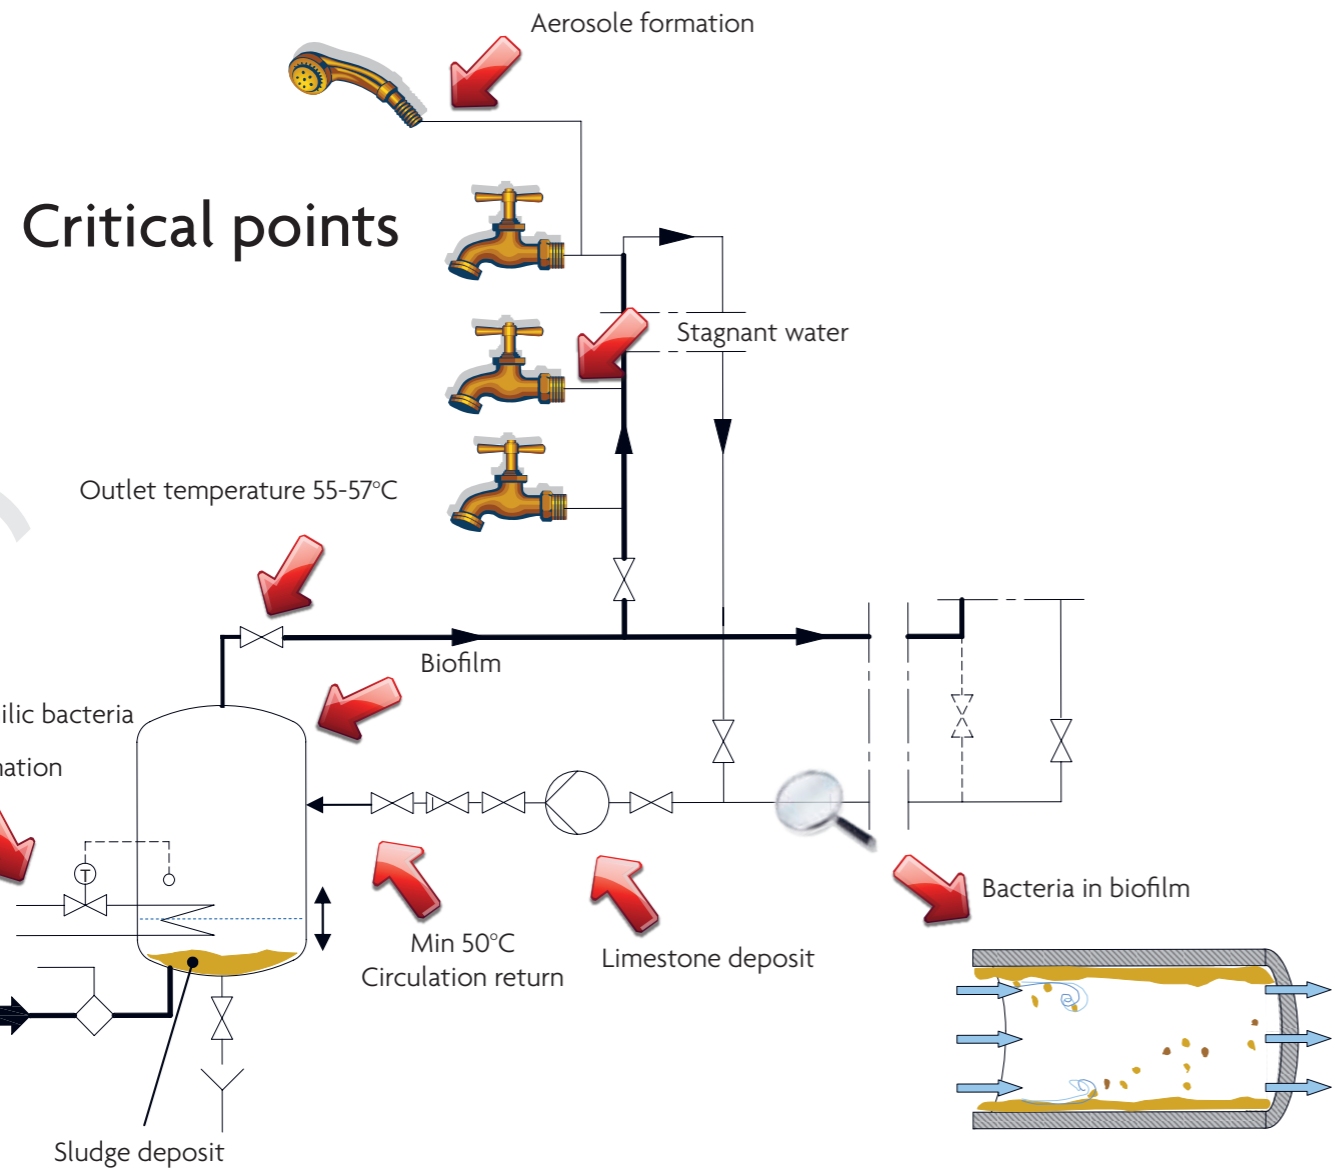 Aerosole formation
Critical points
Stagnant water
Outlet temperature 55-57°C
Biofilm
ilic bacteria
nation
T
Bacteria in biofilm
Min 50°C
Circulation return
Limestone deposit
Sludge deposit